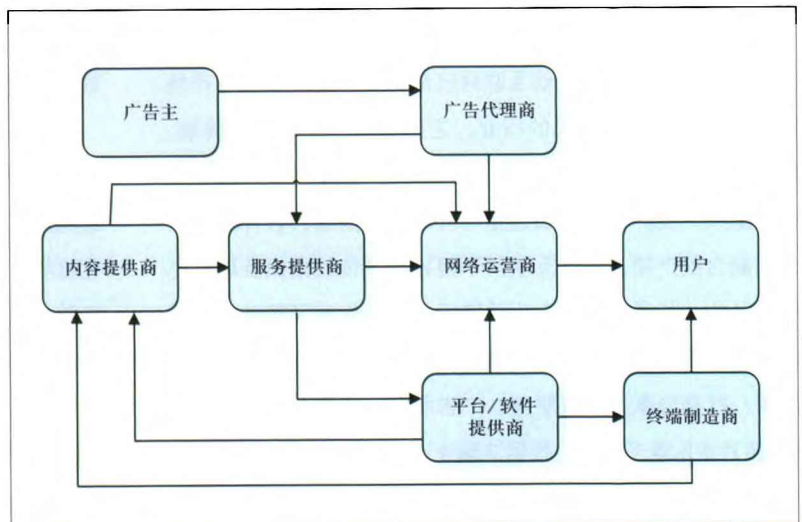 广告主
广告代理商
内容提供商
服务提供商
网络运营商
用户
平台/软件
提供商
终端制造商